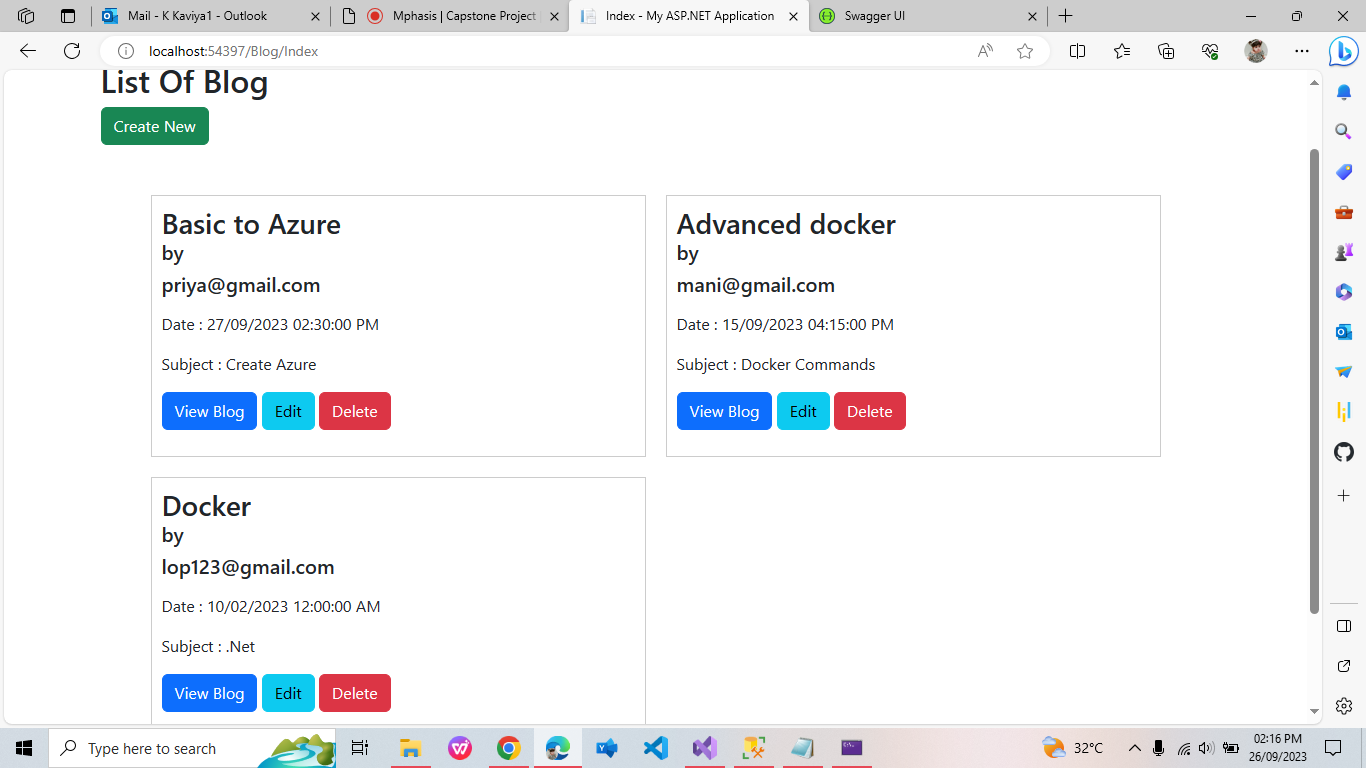 Mail - K Kaviya1 - Outlook
Mphasis | Capstone Project
Index - My ASP.NET Application
Swagger UI
localhost:54397/Blog/Index
List Of Blog
Create New
Basic to Azure
by
priya@gmail.com
Date : 27/09/2023 02:30:00 PM
Subject : Create Azure
View Blog Edit Delete
Advanced docker
by
mani@gmail.com
Date : 15/09/2023 04:15:00 PM
Subject : Docker Commands
View Blog Edit Delete
Docker
by
lop123@gmail.com
Date : 10/02/2023 12:00:00 AM
Subject : .Net
View Blog Edit Delete
Type here to search
32°C
02:16 PM
26/09/2023